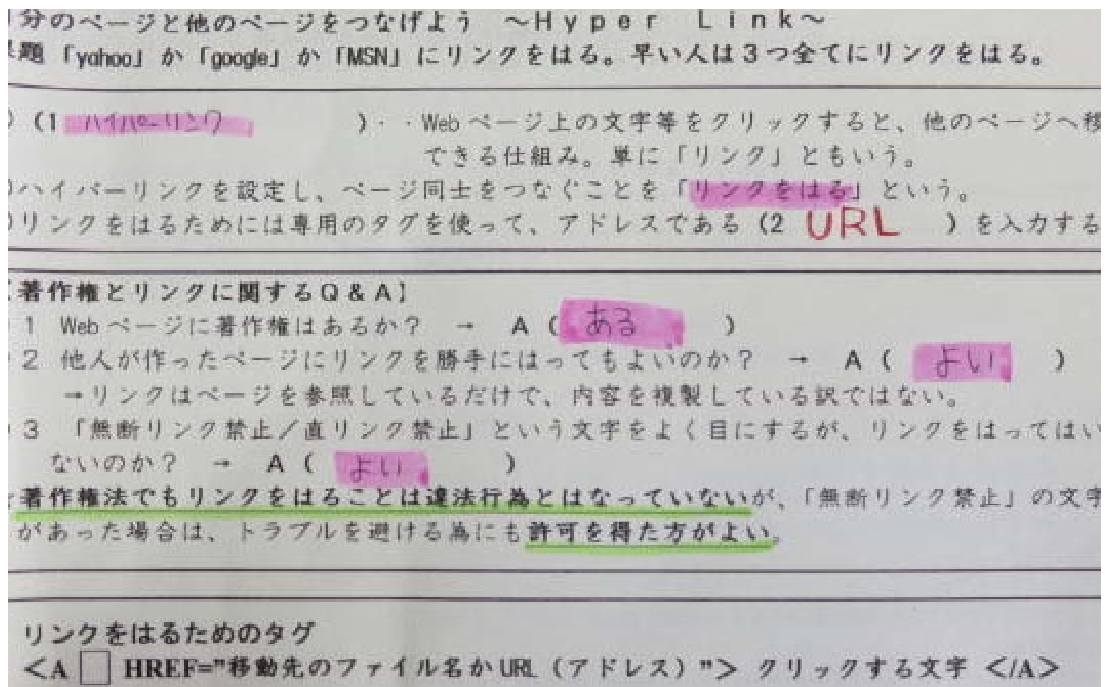 分のページと他のページをつなげよう ～Hyper Link～
題 「yahoo」か「google」か「MSN」にリンクをはる。早い人は3つ全てにリンクをはる。
(1 ハイパーリンク )・・Webページ上の文字等をクリックすると、他のページへ移
できる仕組み。単に「リンク」ともいう。
ハイパーリンクを設定し、ページ同士をつなぐことを「リンクをはる」という。
リンクをはるためには専用のタグを使って、アドレスである(2 URL )を入力する
著作権とリンクに関するQ&A】
1 Webページに著作権はあるか? → A( ある )
2 他人が作ったページにリンクを勝手にはってもよいのか? → A( よい )
→リンクはページを参照しているだけで、内容を複製している訳ではない。
3 「無断リンク禁止/直リンク禁止」という文字をよく目にするが、リンクをはってはい
ないのか? → A( よい )
著作権法でもリンクをはることは違法行為とはなっていないが、「無断リンク禁止」の文字
があった場合は、トラブルを避ける為にも許可を得た方がよい。
リンクをはるためのタグ
<A □ HREF="移動先のファイル名かURL(アドレス)"> クリックする文字 </A>